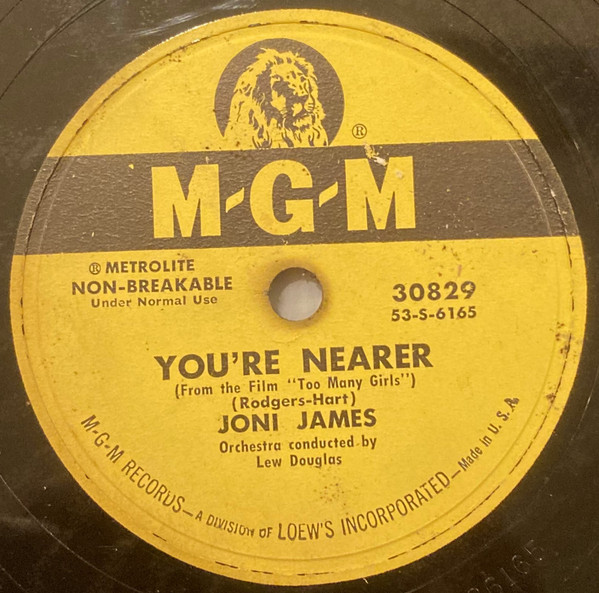 ®
M-G-M
® METROLITE
NON-BREAKABLE
Under Normal Use
30829
53-S-6165
YOU'RE NEARER
(From the Film "Too Many Girls")
(Rodgers-Hart)
JONI JAMES
Orchestra conducted by
Lew Douglas
M-G-M RECORDS—A DIVISION OF LOEW'S INCORPORATED—Made in U. S. A.